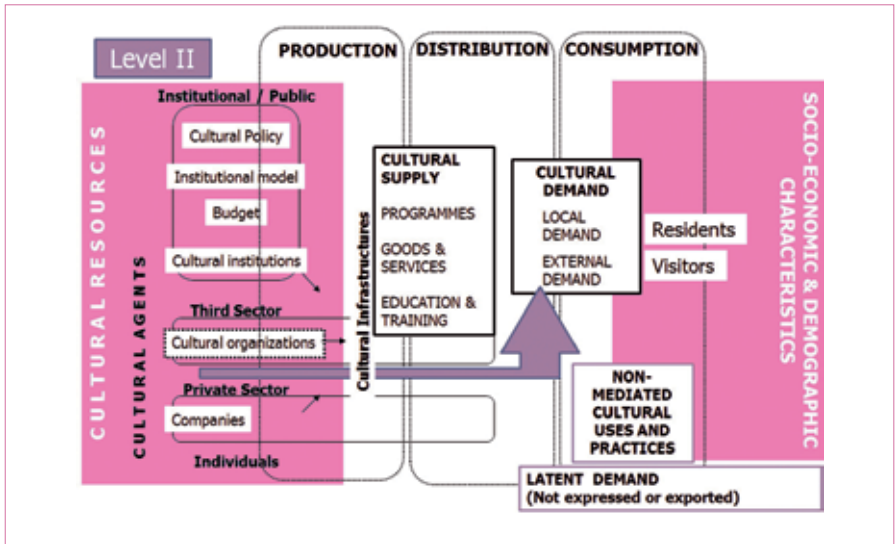 PRODUCTION
DISTRIBUTION
CONSUMPTION
Level II
CULTURAL RESOURCES
CULTURAL AGENTS
Institutional / Public
Cultural Policy
Institutional model
Budget
Cultural institutions
Third Sector
Cultural organizations
Private Sector
Companies
Individuals
Cultural Infrastructures
CULTURAL
SUPPLY
PROGRAMMES
GOODS &
SERVICES
EDUCATION &
TRAINING
CULTURAL
DEMAND
LOCAL
DEMAND
EXTERNAL
DEMAND
Residents
Visitors
SOCIO-ECONOMIC & DEMOGRAPHIC
CHARACTERISTICS
NON-
MEDIATED
CULTURAL
USES AND
PRACTICES
LATENT DEMAND
(Not expressed or exported)